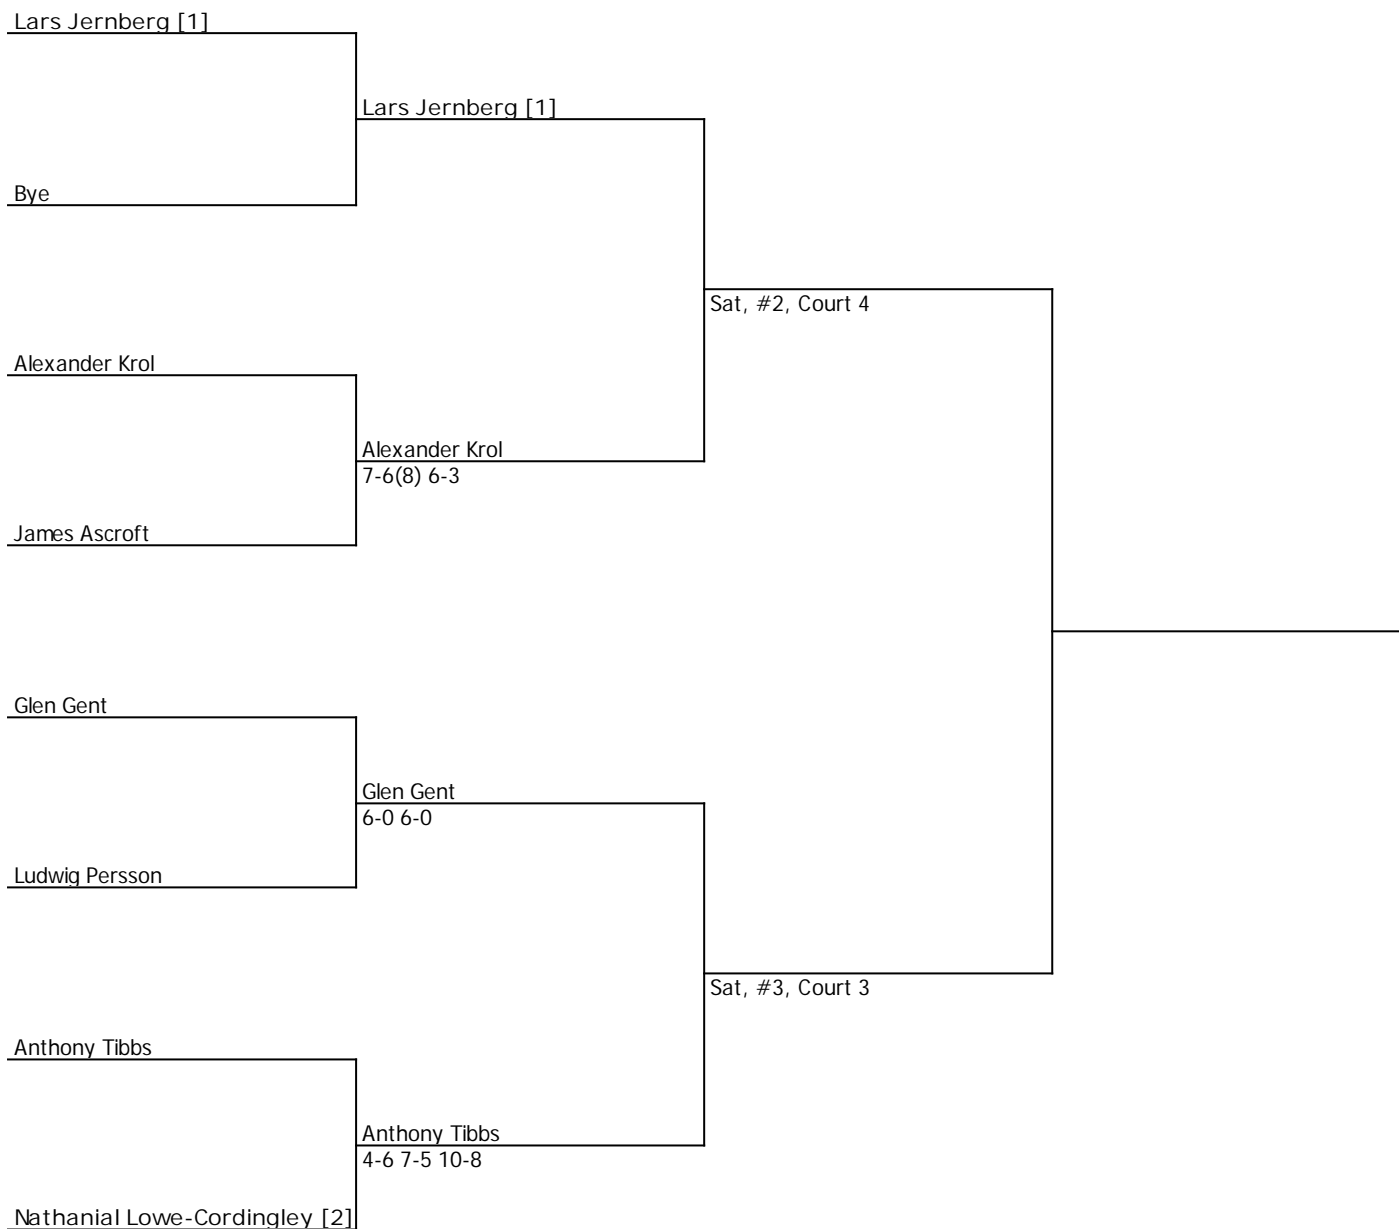 Lars Jernberg [1]
Lars Jernberg [1]
Bye
Sat, #2, Court 4
Alexander Krol
Alexander Krol
7-6(8) 6-3
James Ascroft
Glen Gent
Glen Gent
6-0 6-0
Ludwig Persson
Sat, #3, Court 3
Anthony Tibbs
Anthony Tibbs
4-6 7-5 10-8
Nathanial Lowe-Cordingley [2]